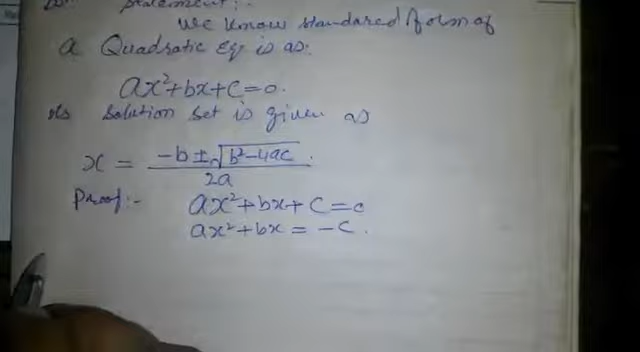 Statement:-
We know standared form of
a Quadratic Eq is as:
ax²+bx+c=0.
Its solution set is given as
x = -b±√b²-4ac / 2a
Proof:- ax²+bx+c=0
ax²+bx = -c.